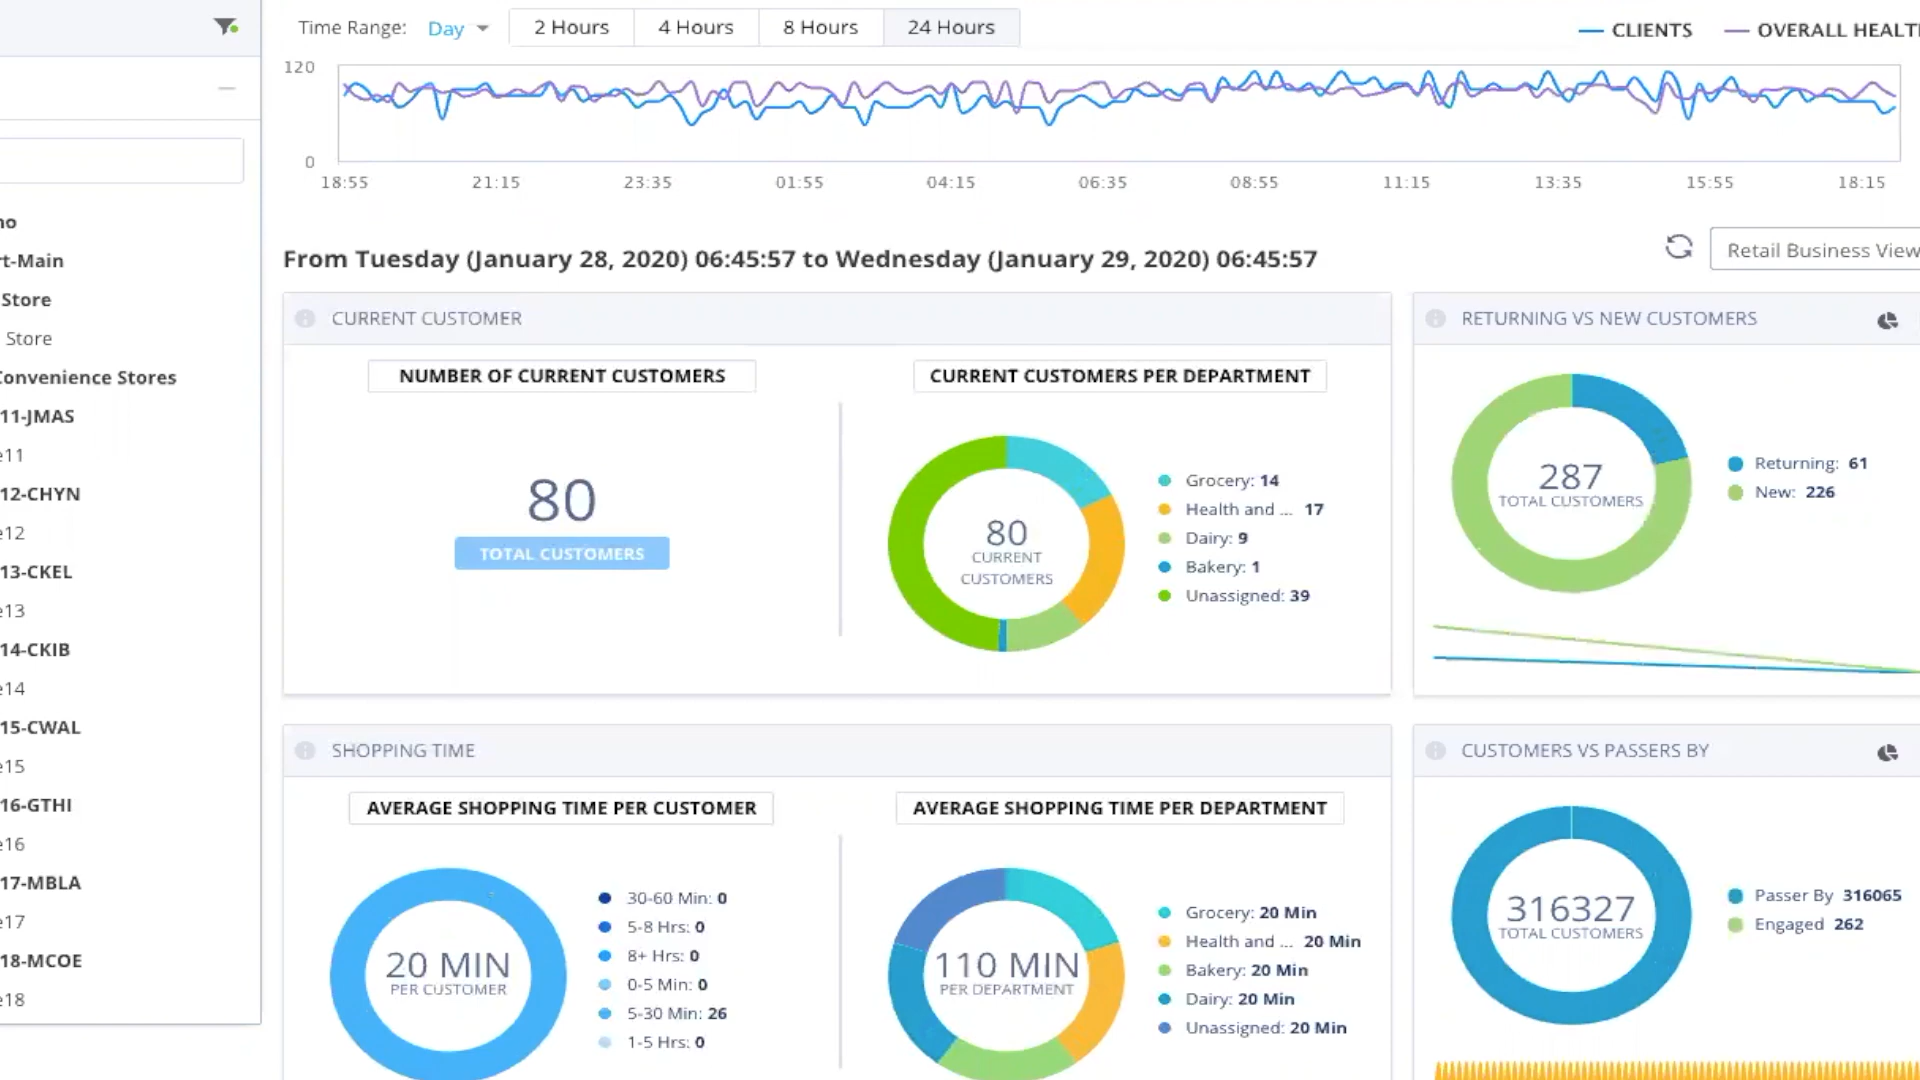 Time Range: Day 2 Hours 4 Hours 8 Hours 24 Hours
CLIENTS OVERALL HEALT
120
0
18:55 21:15 23:35 01:55 04:15 06:35 08:55 11:15 13:35 15:55 18:15
From Tuesday (January 28, 2020) 06:45:57 to Wednesday (January 29, 2020) 06:45:57
Retail Business View
no
rt-Main
Store
Store
Convenience Stores
11-JMAS
e11
12-CHYN
e12
13-CKEL
e13
14-CKIB
e14
15-CWAL
e15
16-GTHI
e16
17-MBLA
e17
18-MCOE
e18
CURRENT CUSTOMER
NUMBER OF CURRENT CUSTOMERS
80
TOTAL CUSTOMERS
CURRENT CUSTOMERS PER DEPARTMENT
80
CURRENT
CUSTOMERS
Grocery: 14
Health and ... 17
Dairy: 9
Bakery: 1
Unassigned: 39
RETURNING VS NEW CUSTOMERS
287
TOTAL CUSTOMERS
Returning: 61
New: 226
SHOPPING TIME
AVERAGE SHOPPING TIME PER CUSTOMER
20 MIN
PER CUSTOMER
30-60 Min: 0
5-8 Hrs: 0
8+ Hrs: 0
0-5 Min: 0
5-30 Min: 26
1-5 Hrs: 0
AVERAGE SHOPPING TIME PER DEPARTMENT
110 MIN
PER DEPARTMENT
Grocery: 20 Min
Health and ... 20 Min
Bakery: 20 Min
Dairy: 20 Min
Unassigned: 20 Min
CUSTOMERS VS PASSERS BY
316327
TOTAL CUSTOMERS
Passer By 316065
Engaged 262